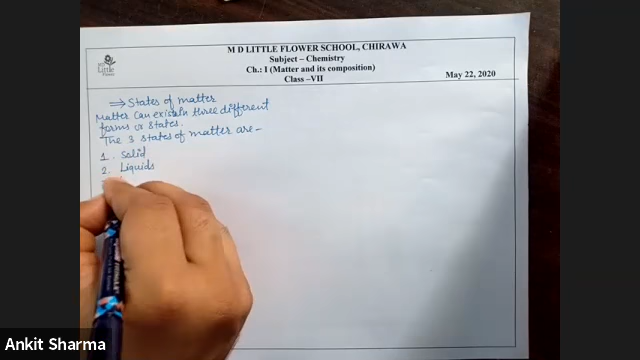 M D LITTLE FLOWER SCHOOL, CHIRAWA
Subject – Chemistry
Ch.: I (Matter and its composition)
Class –VII
May 22, 2020
Little
Flower
⇒ States of matter
Matter can exist in three different
forms or states.
The 3 states of matter are –
1. Solid
2. Liquids
Ankit Sharma